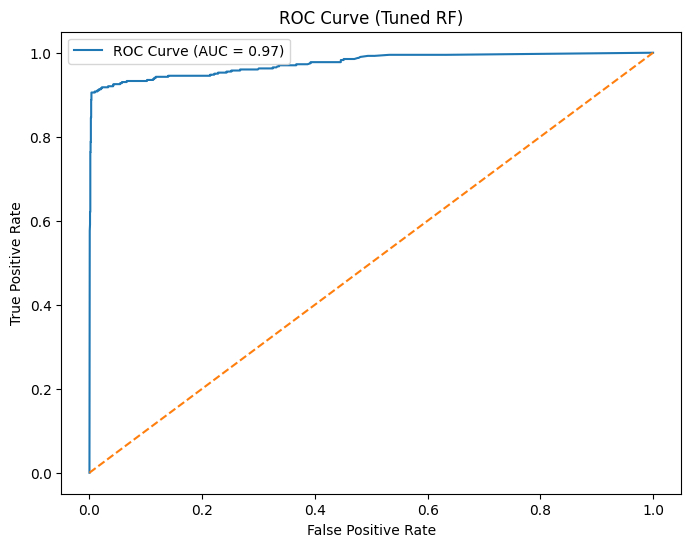 ROC Curve (Tuned RF)
ROC Curve (AUC = 0.97)
True Positive Rate
1.0
0.8
0.6
0.4
0.2
0.0
0.0 0.2 0.4 0.6 0.8 1.0
False Positive Rate